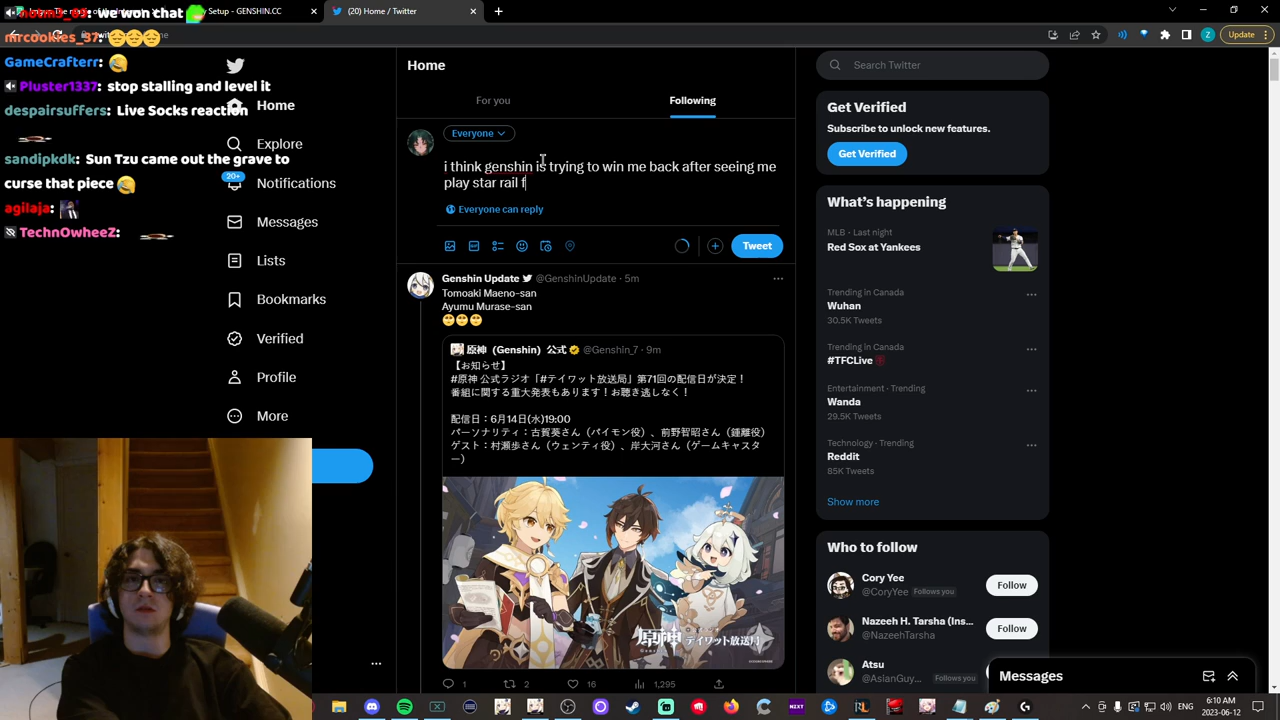 norm3_03: we won that
mrcookies_37:
GameCrafterr:
Pluster1337: stop stalling and level it
despairsuffers: Live Socks reaction
sandipkdk: Sun Tzu came out the grave to
curse that piece
agilaja:
TechnOwheeZ:
y Setup - GENSHIN.C
(20) Home / Twitter
Update
Home
Explore
20+
Notifications
Messages
Lists
Bookmarks
Verified
Profile
More
Home
For you
Following
Everyone
i think genshin is trying to win me back after seeing me
play star rail f
Everyone can reply
Tweet
Genshin Update @GenshinUpdate · 5m
Tomoaki Maeno-san
Ayumu Murase-san
原神（Genshin）公式 @Genshin_7 · 9m
【お知らせ】
#原神 公式ラジオ「#テイワット放送局」第71回の配信日が決定！
番組に関する重大発表もあります！お聴き逃しなく！
配信日：6月14日(水)19:00
パーソナリティ：古賀葵さん（パイモン役）、前野智昭さん（鍾離役）
ゲスト：村瀬歩さん（ウェンティ役）、岸大河さん（ゲームキャスタ
ー）
原神 テイワット放送局
1
2
16
1,295
Search Twitter
Get Verified
Subscribe to unlock new features.
Get Verified
What's happening
MLB · Last night
Red Sox at Yankees
Trending in Canada
Wuhan
30.5K Tweets
Trending in Canada
#TFCLive
Entertainment · Trending
Wanda
29.5K Tweets
Technology · Trending
Reddit
85K Tweets
Show more
Who to follow
Cory Yee
@CoryYee Follows you
Follow
Nazeeh H. Tarsha (Ins...
@NazeehTarsha
Follow
Atsu
@AsianGuy... Follows you
Messages
NZXT
ENG
6:10 AM
2023-06-12